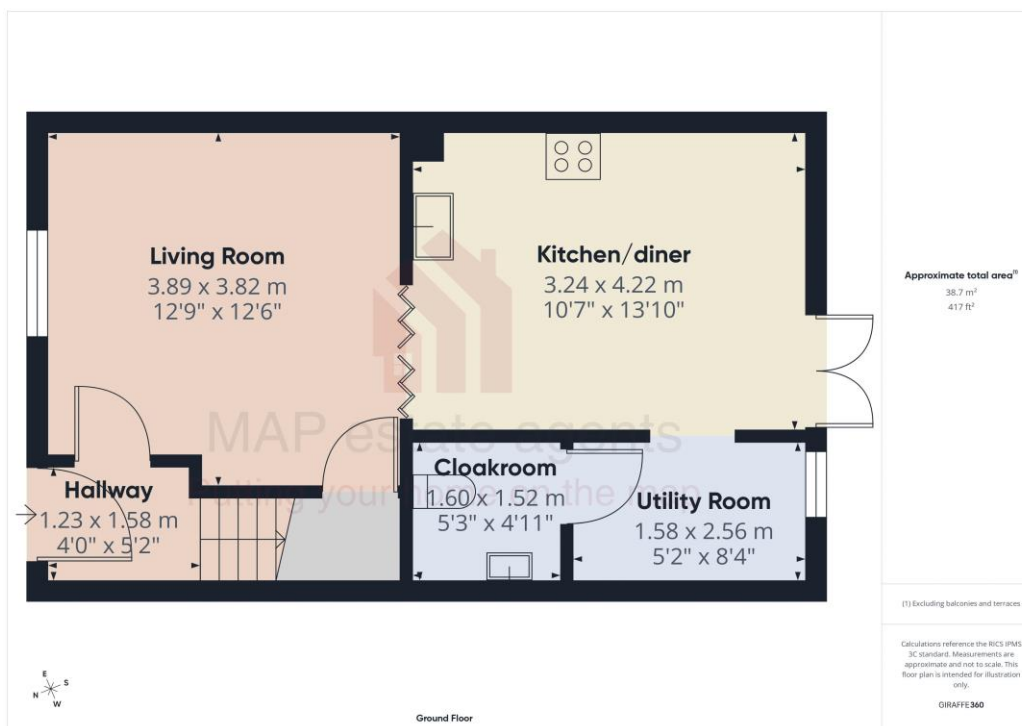 Living Room
3.89 x 3.82 m
12'9" x 12'6"
Kitchen/diner
3.24 x 4.22 m
10'7" x 13'10"
MAP estate agents
Putting your home on the map
Hallway
1.23 x 1.58 m
4'0" x 5'2"
Cloakroom
1.60 x 1.52 m
5'3" x 4'11"
Utility Room
1.58 x 2.56 m
5'2" x 8'4"
E
S
N
W
Ground Floor
Approximate total area(1)
38.7 m²
417 ft²
(1) Excluding balconies and terraces
Calculations reference the RICS IPMS
3C standard. Measurements are
approximate and not to scale. This
floor plan is intended for illustration
only.
GIRAFFE360